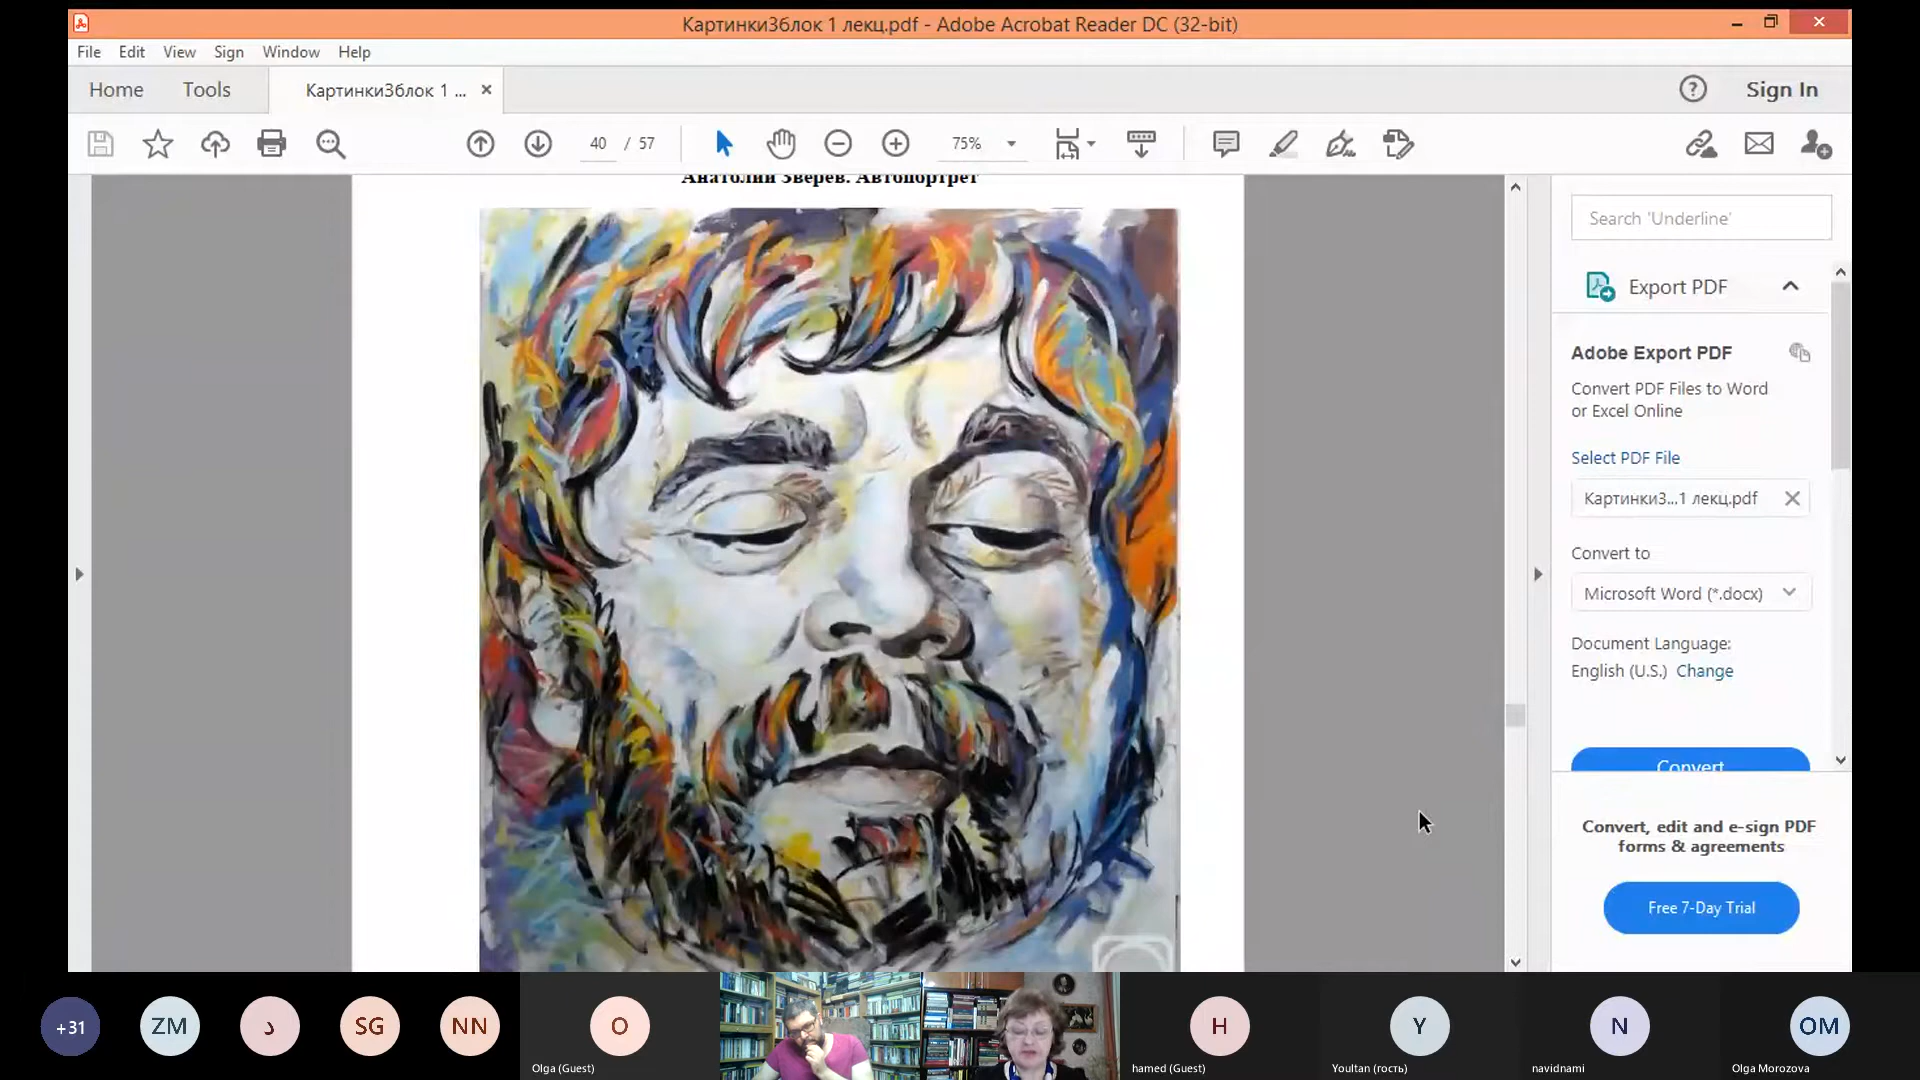 Картинки3блок 1 лекц.pdf - Adobe Acrobat Reader DC (32-bit)
File Edit View Sign Window Help
Home Tools Картинки3блок 1 ... Sign In
40 / 57 75%
Анатолий Зверев. Автопортрет
Search 'Underline'
Export PDF
Adobe Export PDF
Convert PDF Files to Word
or Excel Online
Select PDF File
Картинки3...1 лекц.pdf
Convert to
Microsoft Word (*.docx)
Document Language:
English (U.S.) Change
Convert
Convert, edit and e-sign PDF
forms & agreements
Free 7-Day Trial
+31 ZM د SG NN O H Y N OM
Olga (Guest) hamed (Guest) Youltan (гость) navidnami Olga Morozova